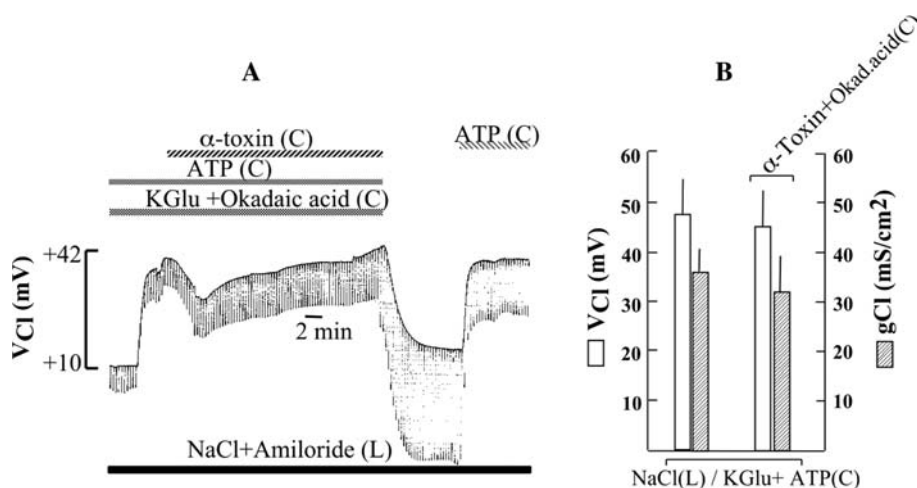 A
α-toxin (C)
ATP (C)
ATP (C)
KGlu +Okadaic acid (C)
+42
VCl (mV)
+10
2 min
NaCl+Amiloride (L)
B
α-Toxin+Okad.acid(C)
60
50
40
30
20
10
VCl (mV)
60
50
40
30
20
10
gCl (mS/cm²)
NaCl(L) / KGlu+ ATP(C)